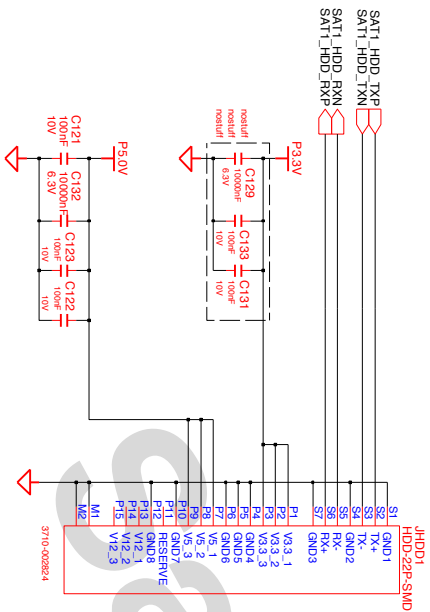 SAT1_HDD_TXP
SAT1_HDD_TXN
SAT1_HDD_RXN
SAT1_HDD_RXP
P3.3V
nostuff
nostuff
nostuff
C129
10000nF
6.3V
C133
100nF
10V
C131
100nF
10V
P5.0V
C121
100nF
10V
C132
10000nF
6.3V
C123
100nF
10V
C122
100nF
10V
JHDD1
HDD-22P-SMD
S1 GND1
S2 TX+
S3 TX-
S4 GND2
S5 RX-
S6 RX+
S7 GND3
P1 V3.3_1
P2 V3.3_2
P3 V3.3_3
P4 GND4
P5 GND5
P6 GND6
P7 V5_1
P8 V5_2
P9 V5_3
P10 GND7
P11 RESERVE
P12 GND8
P13 V12_1
P14 V12_2
P15 V12_3
M1
M2
3710-002824